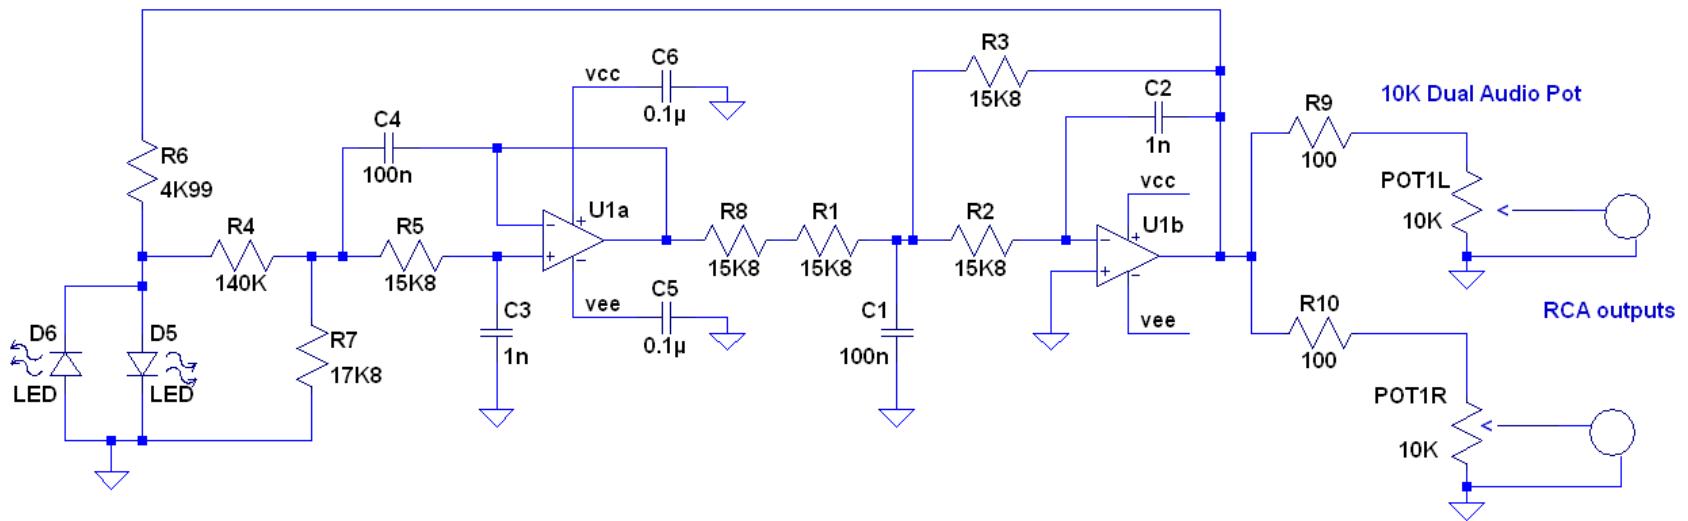 R3
15K8
C6
vcc
0.1µ
C2
1n
10K Dual Audio Pot
R9
100
C4
100n
R6
4K99
vcc
POT1L
10K
R4
140K
R5
15K8
U1a
+
−
+
−
R8
15K8
R1
15K8
R2
15K8
U1b
+
−
+
−
vee
C5
0.1µ
C3
1n
C1
100n
vee
R10
100
RCA outputs
D6
LED
D5
LED
R7
17K8
POT1R
10K